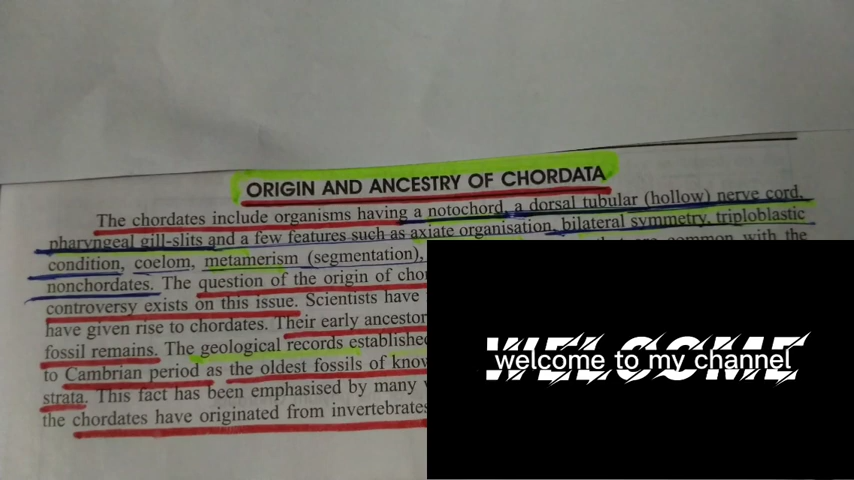 ORIGIN AND ANCESTRY OF CHORDATA
The chordates include organisms having a notochord, a dorsal tubular (hollow) nerve cord,
pharyngeal gill-slits and a few features such as axiate organisation, bilateral symmetry, triploblastic
condition, coelom, metamerism (segmentation), common with the
nonchordates. The question of the origin of
controversy exists on this issue. Scientists have
have given rise to chordates. Their early
fossil remains. The geological records
to Cambrian period as the oldest fossils of
strata. This fact has been emphasised by many
the chordates have originated from invertebrates
WELCOME
welcome to my channel